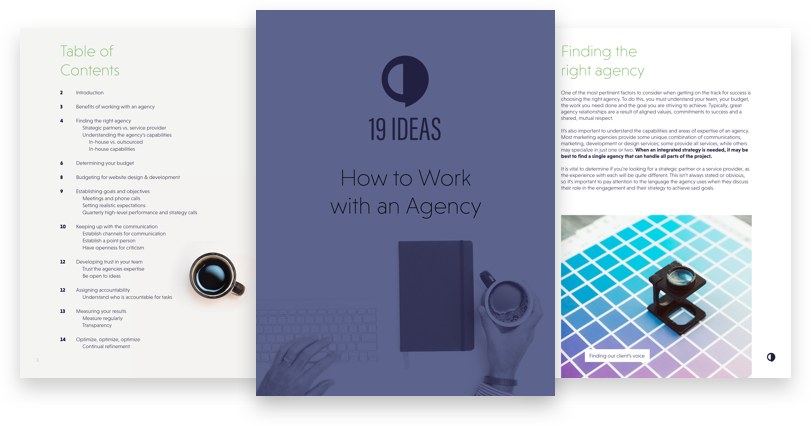 Table of
Contents
2 Introduction
3 Benefits of working with an agency
4 Finding the right agency
Strategic partners vs. service provider
Understanding the agency's capabilities
In-house vs. outsourced
In-house capabilities
6 Determining your budget
8 Budgeting for website design & development
9 Establishing goals and objectives
Meetings and phone calls
Setting realistic expectations
Quarterly high-level performance and strategy calls
10 Keeping up with the communication
Establish channels for communication
Establish a point person
Have openness for criticism
12 Developing trust in your team
Trust the agencies expertise
Be open to ideas
12 Assigning accountability
Understand who is accountable for tasks
13 Measuring your results
Measure regularly
Transparency
14 Optimize, optimize, optimize
Continual refinement
19 IDEAS
How to Work
with an Agency
Finding the
right agency
One of the most pertinent factors to consider when getting on the track for success is
choosing the right agency. To do this, you must understand your team, your budget,
the work you need done and the goal you are striving to achieve. Typically, great
agency relationships are a result of aligned values, commitments to success and a
shared, mutual respect.
It's also important to understand the capabilities and areas of expertise of an agency.
Most marketing agencies provide some unique combination of communications,
marketing, development or design services; some provide all services, while others
may specialize in just one or two. When an integrated strategy is needed, it may be
best to find a single agency that can handle all parts of the project.
It is vital to determine if you're looking for a strategic partner or a service provider, as
the experience with each will be quite different. This isn't always stated or obvious,
so it's important to pay attention to the language the agency uses when they discuss
their role in the engagement and their strategy to achieve said goals.
Finding our client's voice